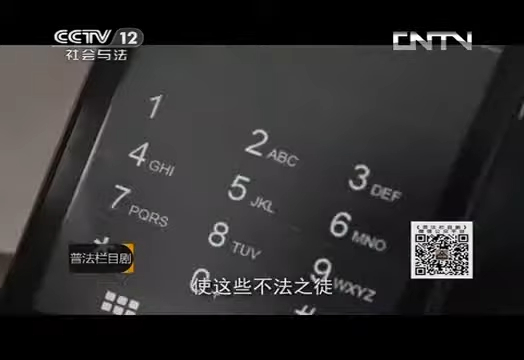 CCTV 12
社会与法
CNTV
1
2 ABC
3 DEF
4 GHI
5 JKL
6 MNO
7 PQRS
8 TUV
9 WXYZ
*
0 +
#
普法栏目剧
使这些不法之徒